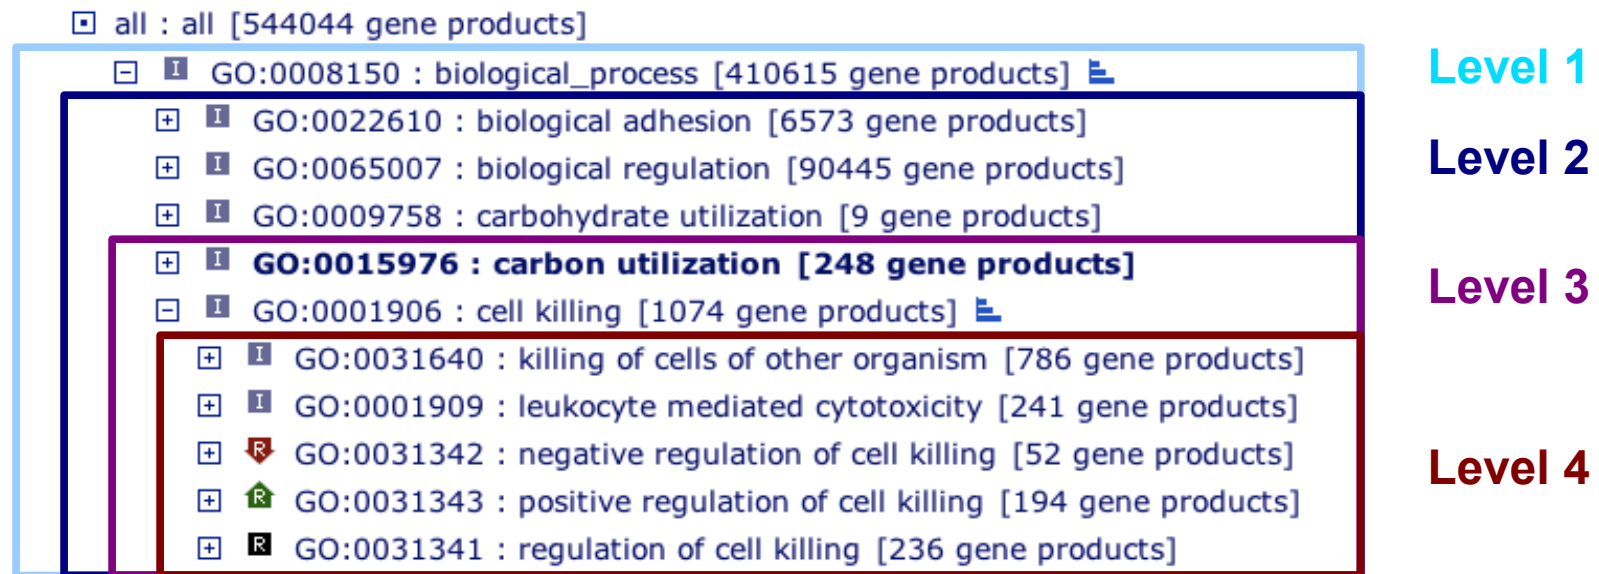 all : all [544044 gene products]
I GO:0008150 : biological_process [410615 gene products] Level 1
I GO:0022610 : biological adhesion [6573 gene products]
I GO:0065007 : biological regulation [90445 gene products] Level 2
I GO:0009758 : carbohydrate utilization [9 gene products]
I GO:0015976 : carbon utilization [248 gene products] Level 3
I GO:0001906 : cell killing [1074 gene products]
I GO:0031640 : killing of cells of other organism [786 gene products]
I GO:0001909 : leukocyte mediated cytotoxicity [241 gene products]
R GO:0031342 : negative regulation of cell killing [52 gene products] Level 4
R GO:0031343 : positive regulation of cell killing [194 gene products]
R GO:0031341 : regulation of cell killing [236 gene products]